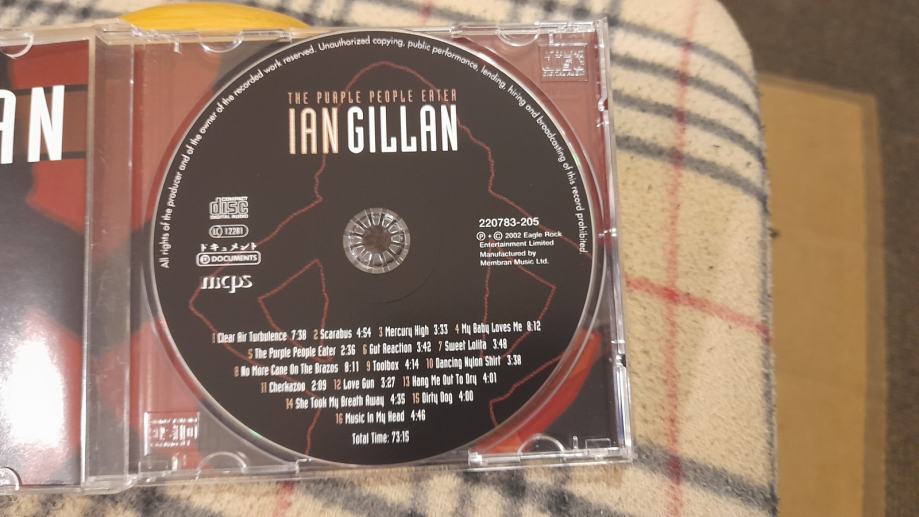 AN
All rights of the producer and of the owner of the recorded work reserved. Unauthorized copying, public performance, lending, hiring and broadcasting of this record prohibited.
THE PURPLE PEOPLE EATER
IAN GILLAN
COMPACT
disc
DIGITAL AUDIO
LC 12281
ドキュメント
DOCUMENTS
mcps
220783-205
℗ + © 2002 Eagle Rock
Entertainment Limited
Manufactured by
Membran Music Ltd.
1 Clear Air Turbulence 7:38 2 Scarabus 4:54 3 Mercury High 3:33 4 My Baby Loves Me 8:12
5 The Purple People Eater 2:36 6 Gut Reaction 3:42 7 Sweet Lolita 3:48
8 No More Cane On The Brazos 8:11 9 Toolbox 4:14 10 Dancing Nylon Shirt 3:38
11 Cherkazoo 2:09 12 Love Gun 3:27 13 Hang Me Out To Dry 4:01
14 She Took My Breath Away 4:35 15 Dirty Dog 4:00
16 Music In My Head 4:46
Total Time: 73:15